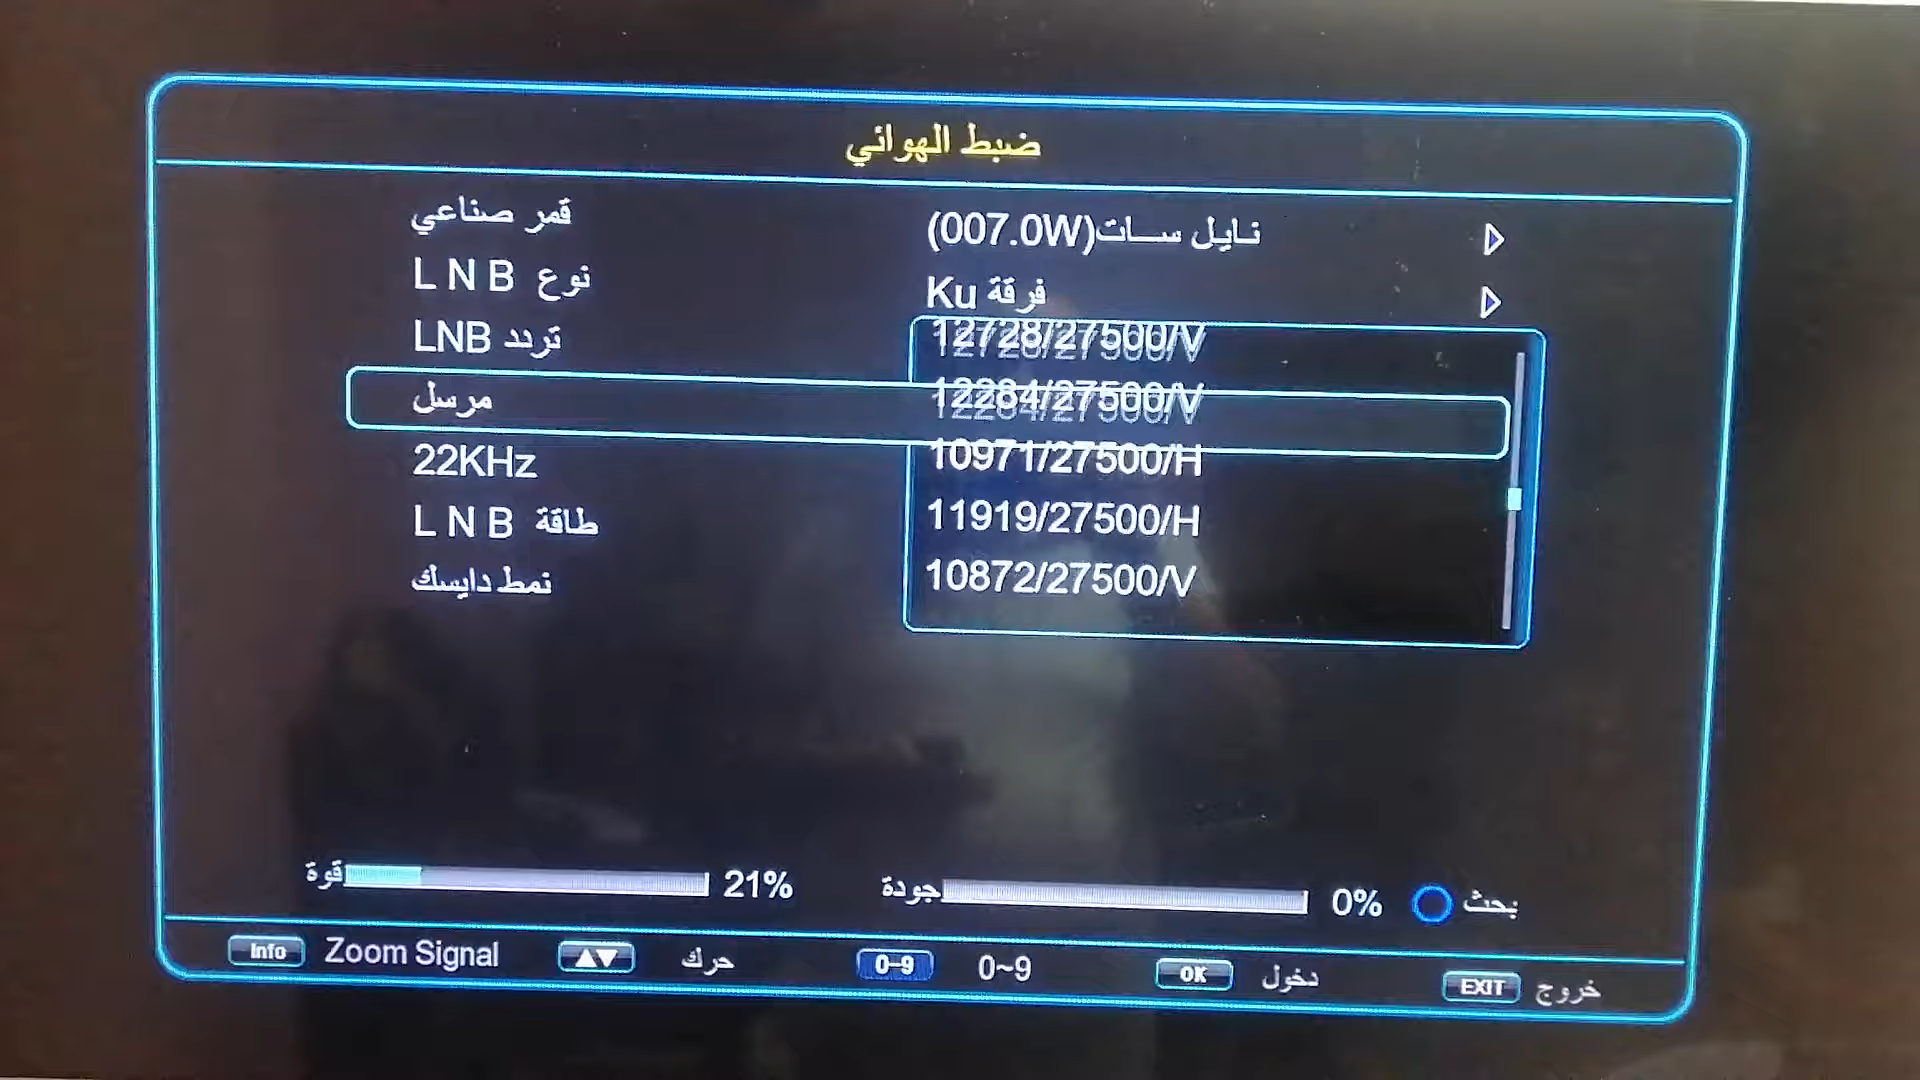 ضبط الهوائي
قمر صناعي
نايل سات(007.0W)
نوع L N B
فرقة Ku
تردد LNB
12728/27500/V
مرسل
12284/27500/V
22KHz
10971/27500/H
طاقة L N B
11919/27500/H
نمط دايسك
10872/27500/V
قوة 21%
جودة 0%
بحث
Info Zoom Signal
▲▼ حرك
0-9 0~9
OK دخول
EXIT خروج